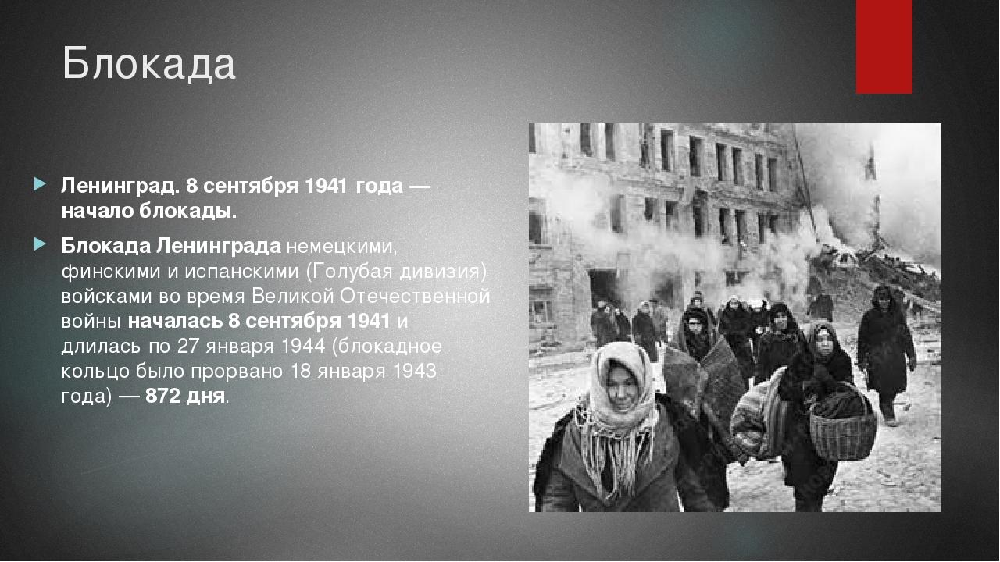 Блокада
Ленинград. 8 сентября 1941 года —
начало блокады.
Блокада Ленинграда немецкими,
финскими и испанскими (Голубая дивизия)
войсками во время Великой Отечественной
войны началась 8 сентября 1941 и
длилась по 27 января 1944 (блокадное
кольцо было прорвано 18 января 1943
года) — 872 дня.